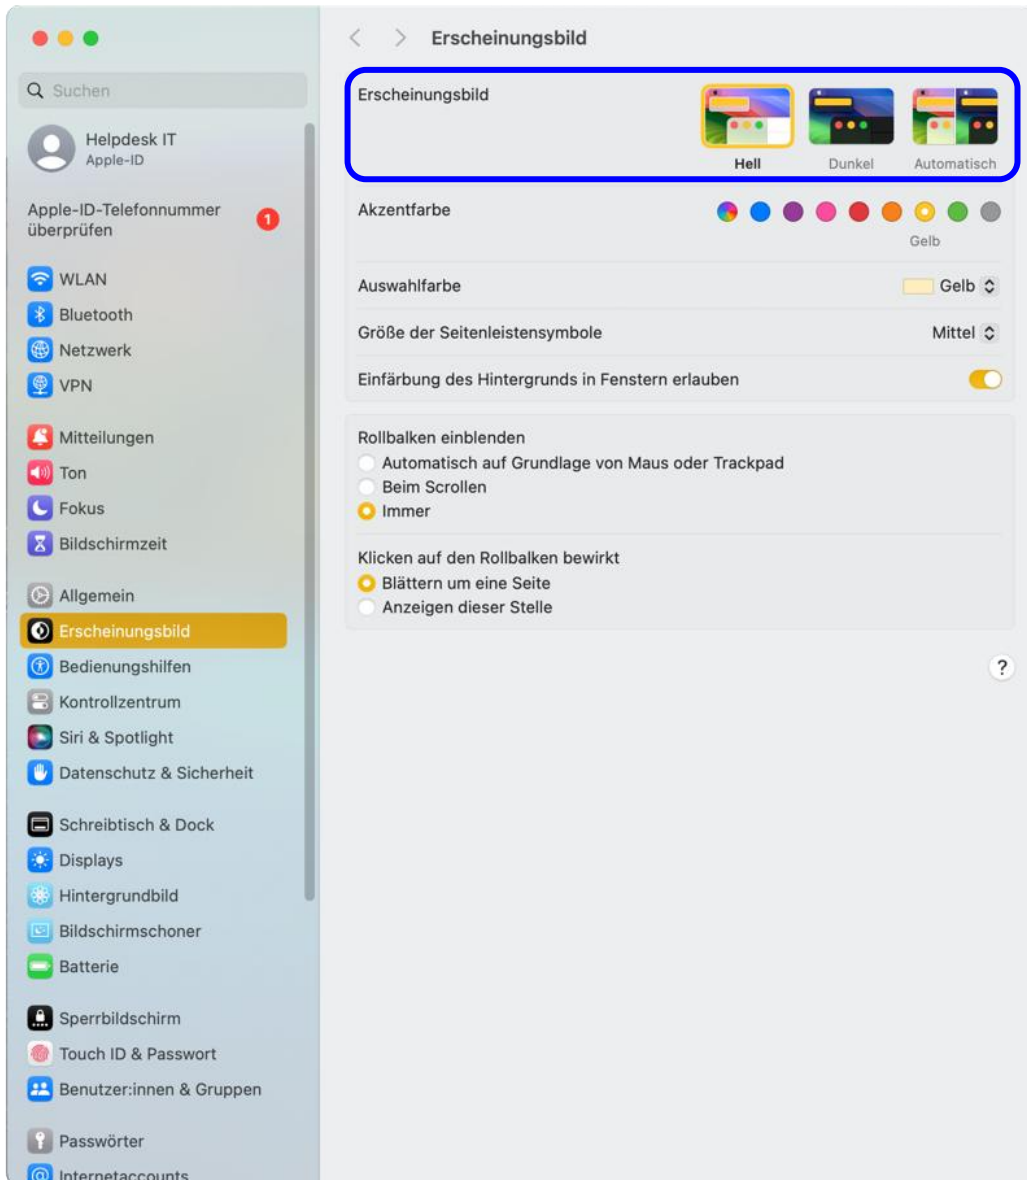 Suchen
Helpdesk IT
Apple-ID
Apple-ID-Telefonnummer
überprüfen
1
WLAN
Bluetooth
Netzwerk
VPN
Mitteilungen
Ton
Fokus
Bildschirmzeit
Allgemein
Erscheinungsbild
Bedienungshilfen
Kontrollzentrum
Siri & Spotlight
Datenschutz & Sicherheit
Schreibtisch & Dock
Displays
Hintergrundbild
Bildschirmschoner
Batterie
Sperrbildschirm
Touch ID & Passwort
Benutzer:innen & Gruppen
Passwörter
Internetaccounts
Erscheinungsbild
Erscheinungsbild
Hell Dunkel Automatisch
Akzentfarbe
Gelb
Auswahlfarbe Gelb
Größe der Seitenleistensymbole Mittel
Einfärbung des Hintergrunds in Fenstern erlauben
Rollbalken einblenden
Automatisch auf Grundlage von Maus oder Trackpad
Beim Scrollen
Immer
Klicken auf den Rollbalken bewirkt
Blättern um eine Seite
Anzeigen dieser Stelle
?